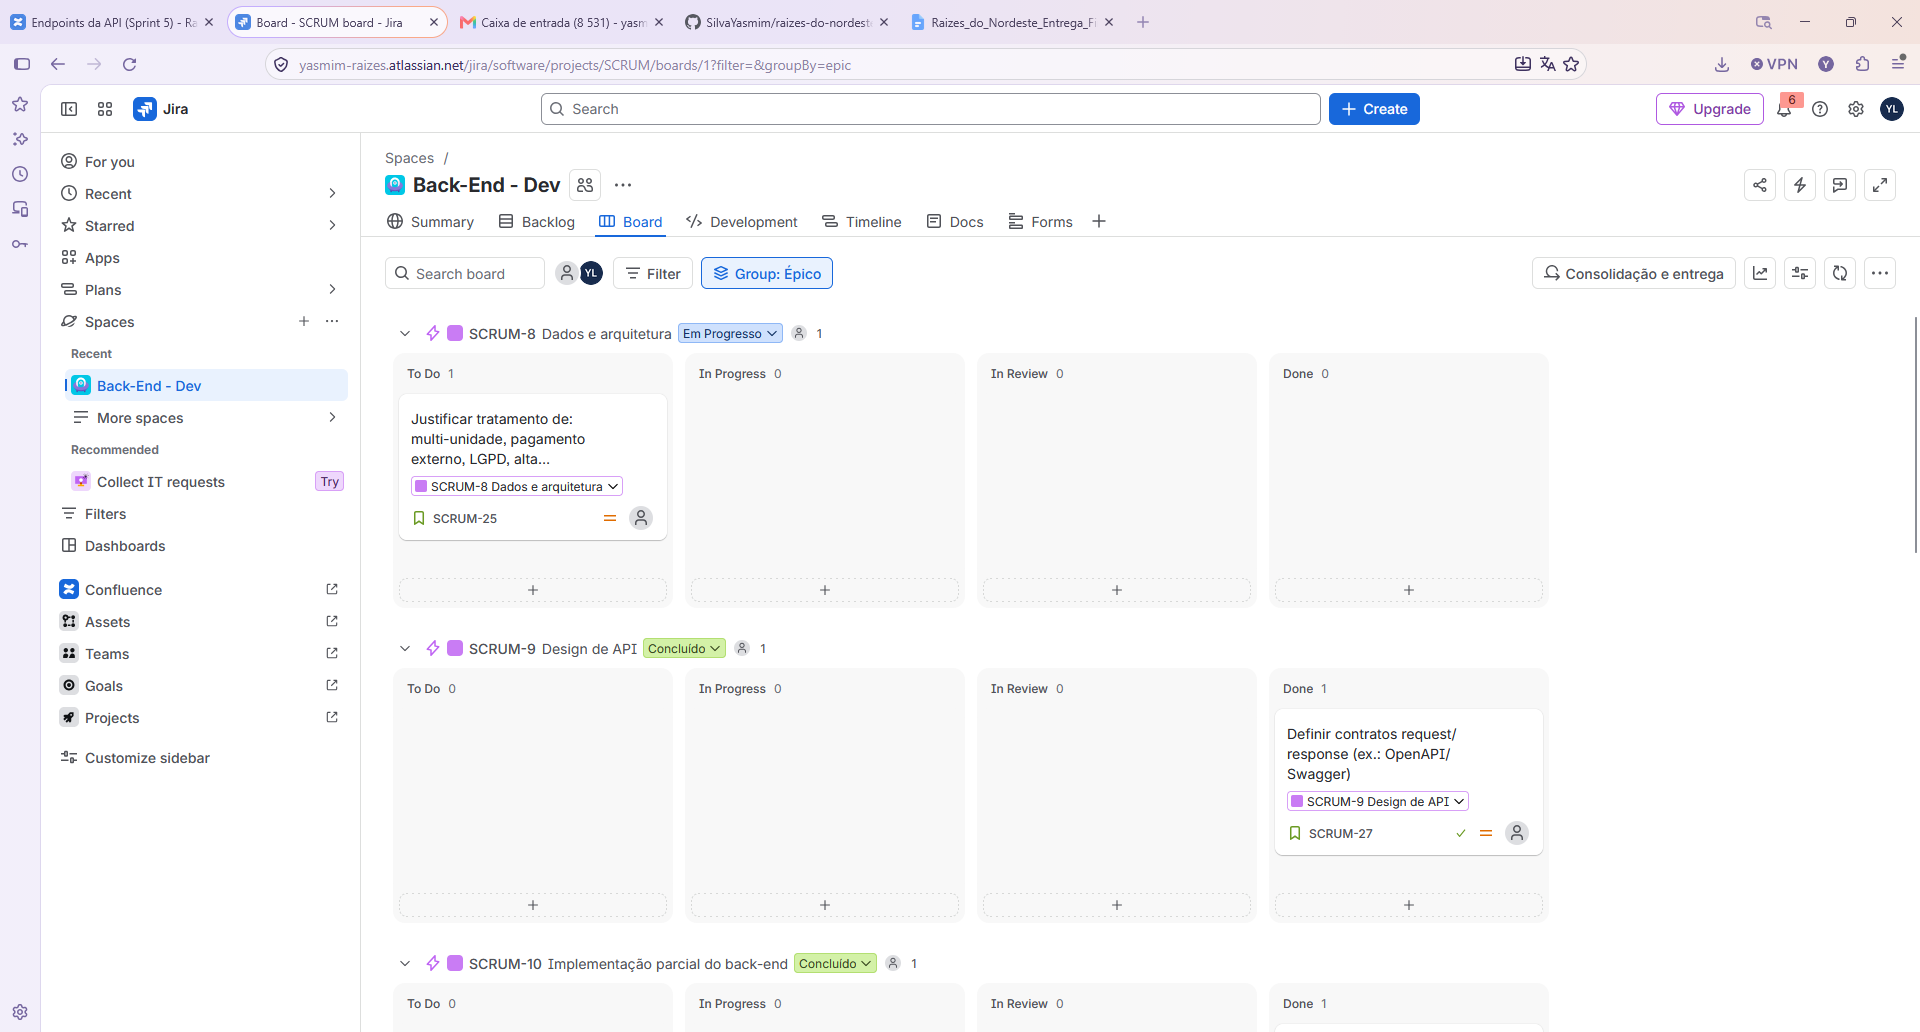 Endpoints da API (Sprint 5) - Ra
Board - SCRUM board - Jira
Caixa de entrada (8 531) - yasm
SilvaYasmim/raizes-do-nordest
Raizes_do_Nordeste_Entrega_Fi
yasmim-raizes.atlassian.net/jira/software/projects/SCRUM/boards/1?filter=&groupBy=epic
VPN
Y
Jira
Search
Create
Upgrade
6
YL
For you
Recent
Starred
Apps
Plans
Spaces
Recent
Back-End - Dev
More spaces
Recommended
Collect IT requests
Try
Filters
Dashboards
Confluence
Assets
Teams
Goals
Projects
Customize sidebar
Spaces /
Back-End - Dev
Summary
Backlog
Board
Development
Timeline
Docs
Forms
Search board
YL
Filter
Group: Épico
Consolidação e entrega
SCRUM-8 Dados e arquitetura Em Progresso 1
To Do 1
In Progress 0
In Review 0
Done 0
Justificar tratamento de:
multi-unidade, pagamento
externo, LGPD, alta...
SCRUM-8 Dados e arquitetura
SCRUM-25
SCRUM-9 Design de API Concluído 1
To Do 0
In Progress 0
In Review 0
Done 1
Definir contratos request/
response (ex.: OpenAPI/
Swagger)
SCRUM-9 Design de API
SCRUM-27
SCRUM-10 Implementação parcial do back-end Concluído 1
To Do 0
In Progress 0
In Review 0
Done 1